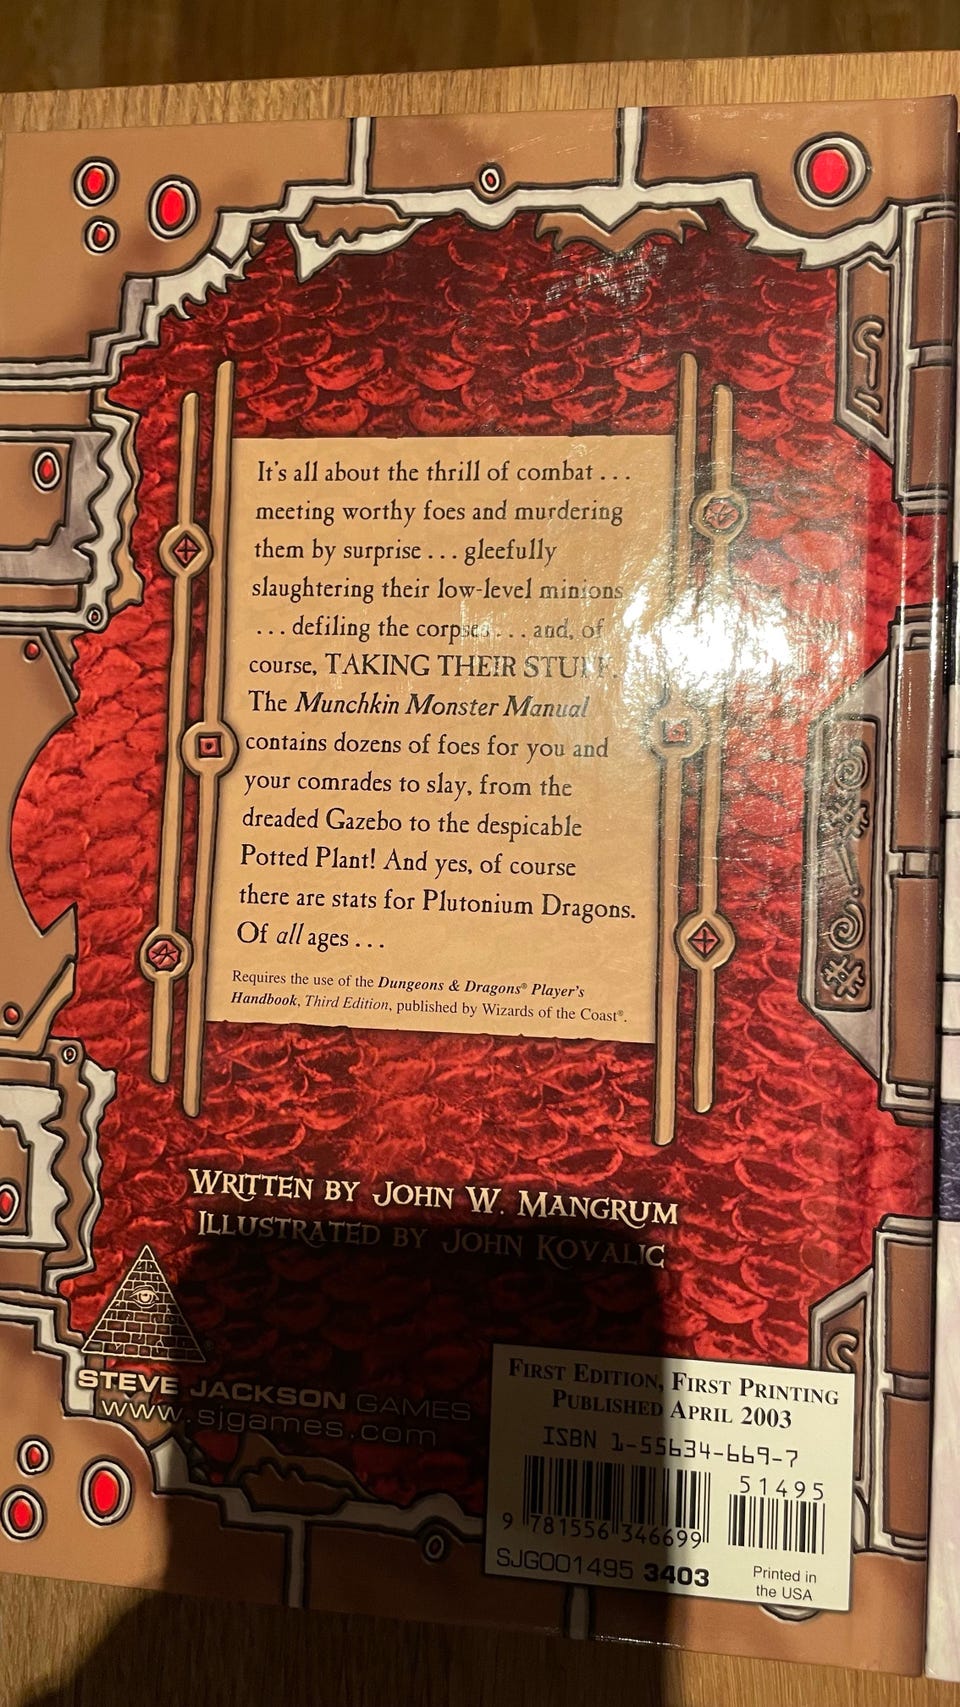 It's all about the thrill of combat . . .
meeting worthy foes and murdering
them by surprise . . . gleefully
slaughtering their low-level minions
. . . defiling the corpses . . . and, of
course, TAKING THEIR STUFF.
The Munchkin Monster Manual
contains dozens of foes for you and
your comrades to slay, from the
dreaded Gazebo to the despicable
Potted Plant! And yes, of course
there are stats for Plutonium Dragons.
Of all ages . . .
Requires the use of the Dungeons & Dragons® Player's
Handbook, Third Edition, published by Wizards of the Coast®.
WRITTEN BY JOHN W. MANGRUM
ILLUSTRATED BY JOHN KOVALIC
STEVE JACKSON GAMES
www.sjgames.com
FIRST EDITION, FIRST PRINTING
PUBLISHED APRIL 2003
ISBN 1-55634-669-7
51495
9 781556 346699
SJG001495 3403
Printed in
the USA